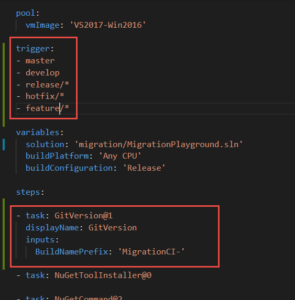 pool:
vmImage: 'VS2017-Win2016'
trigger:
- master
- develop
- release/*
- hotfix/*
- feature/*
variables:
solution: 'migration/MigrationPlayground.sln'
buildPlatform: 'Any CPU'
buildConfiguration: 'Release'
steps:
- task: GitVersion@1
displayName: GitVersion
inputs:
BuildNamePrefix: 'MigrationCI-'
- task: NuGetToolInstaller@0
- task: NuGetCommand@2